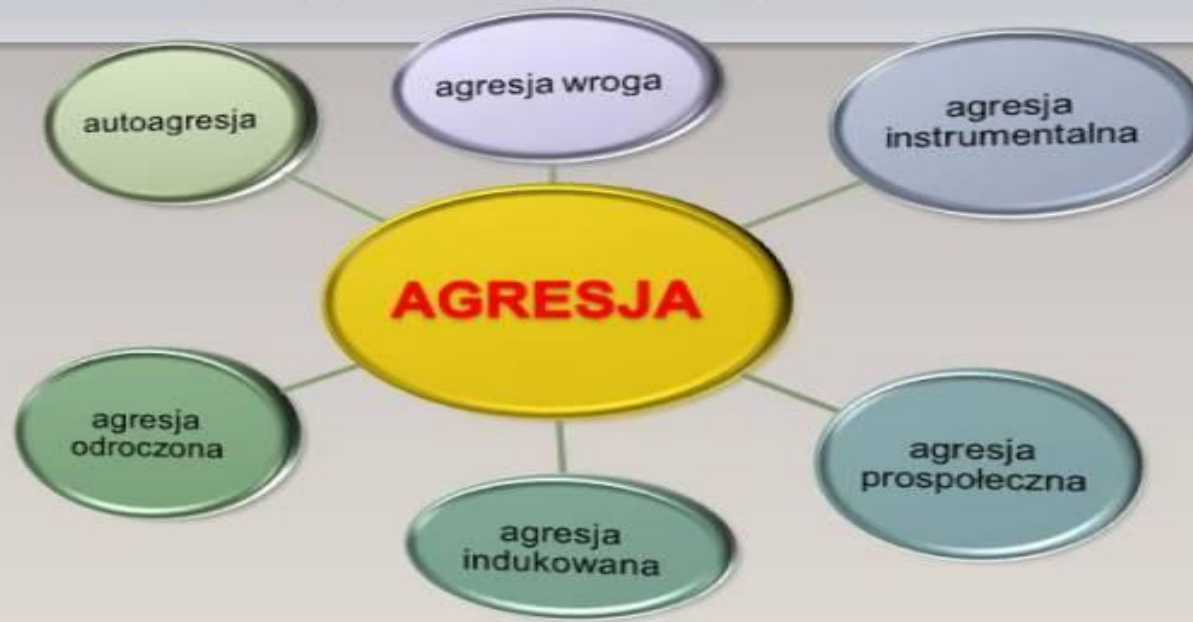 autoagresja
agresja wroga
agresja
instrumentalna
AGRESJA
agresja
odroczona
agresja
indukowana
agresja
prospołeczna